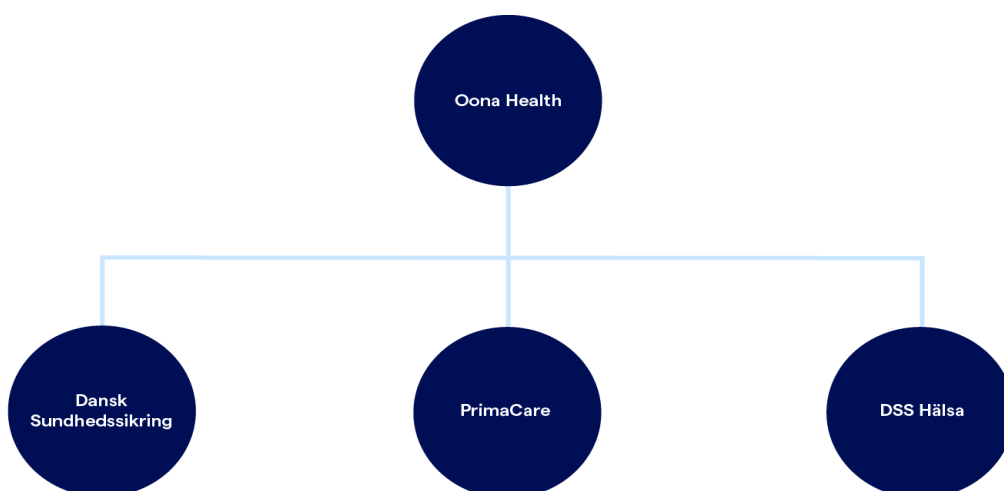 Oona Health
Dansk
Sundhedssikring
PrimaCare
DSS Hälsa